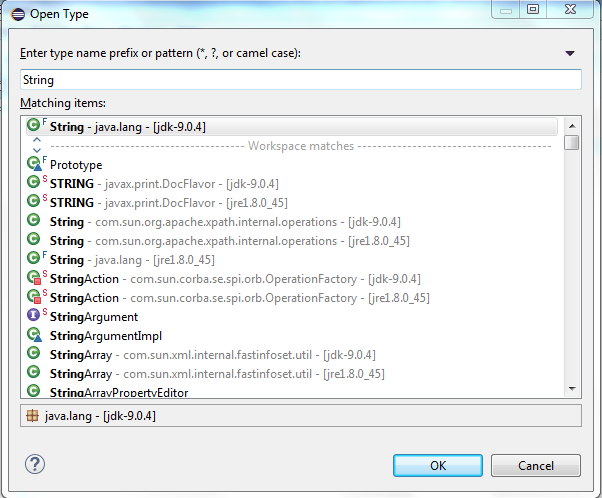 Open Type
Enter type name prefix or pattern (*, ?, or camel case):
String
Matching items:
F String - java.lang - [jdk-9.0.4]
Workspace matches
F Prototype
S STRING - javax.print.DocFlavor - [jdk-9.0.4]
S STRING - javax.print.DocFlavor - [jre1.8.0_45]
String - com.sun.org.apache.xpath.internal.operations - [jdk-9.0.4]
String - com.sun.org.apache.xpath.internal.operations - [jre1.8.0_45]
F String - java.lang - [jre1.8.0_45]
S StringAction - com.sun.corba.se.spi.orb.OperationFactory - [jdk-9.0.4]
S StringAction - com.sun.corba.se.spi.orb.OperationFactory - [jre1.8.0_45]
S StringArgument
StringArgumentImpl
StringArray - com.sun.xml.internal.fastinfoset.util - [jdk-9.0.4]
StringArray - com.sun.xml.internal.fastinfoset.util - [jre1.8.0_45]
StringArrayPropertyEditor
java.lang - [jdk-9.0.4]
? OK Cancel